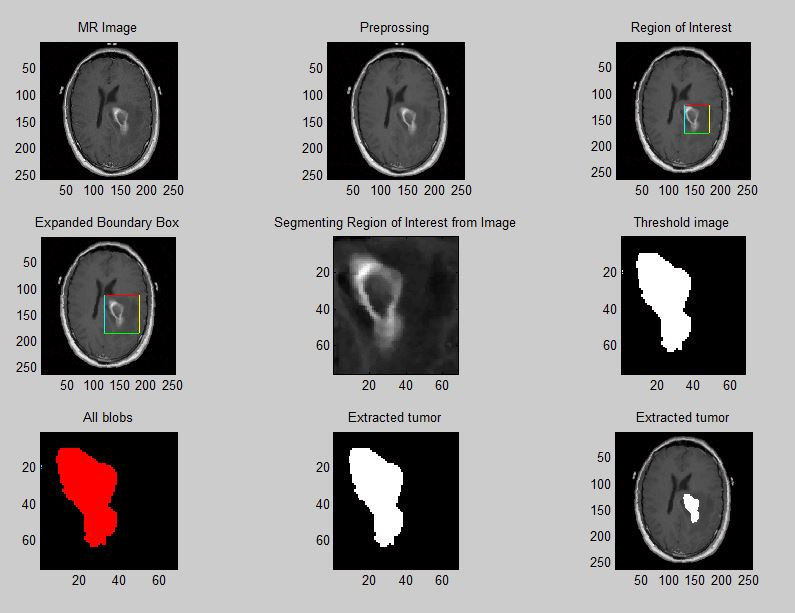 MR Image
Preprossing
Region of Interest
50
100
150
200
250
50 100 150 200 250
50
100
150
200
250
50 100 150 200 250
50
100
150
200
250
50 100 150 200 250
Expanded Boundary Box
Segmenting Region of Interest from Image
Threshold image
50
100
150
200
250
50 100 150 200 250
20
40
60
20 40 60
20
40
60
20 40 60
All blobs
Extracted tumor
Extracted tumor
20
40
60
20 40 60
20
40
60
20 40 60
50
100
150
200
250
50 100 150 200 250